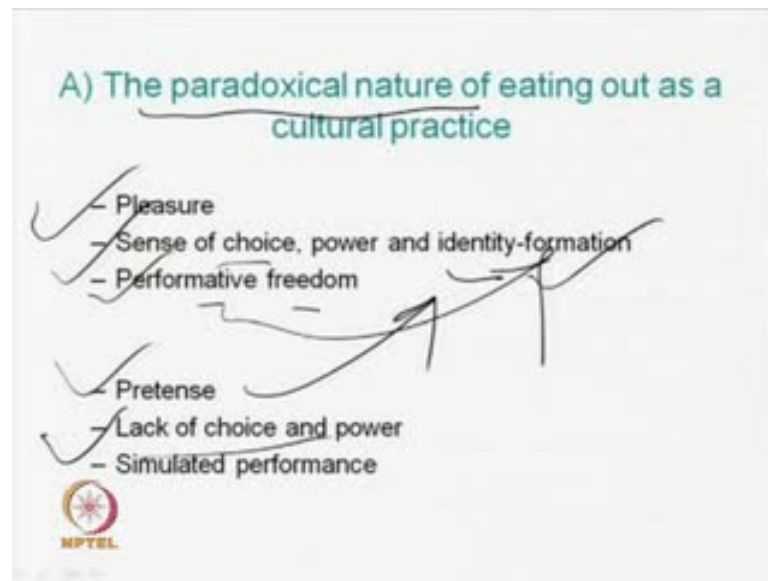 A) The paradoxical nature of eating out as a
cultural practice
– Pleasure
– Sense of choice, power and identity-formation
– Performative freedom
– Pretense
– Lack of choice and power
– Simulated performance
NPTEL